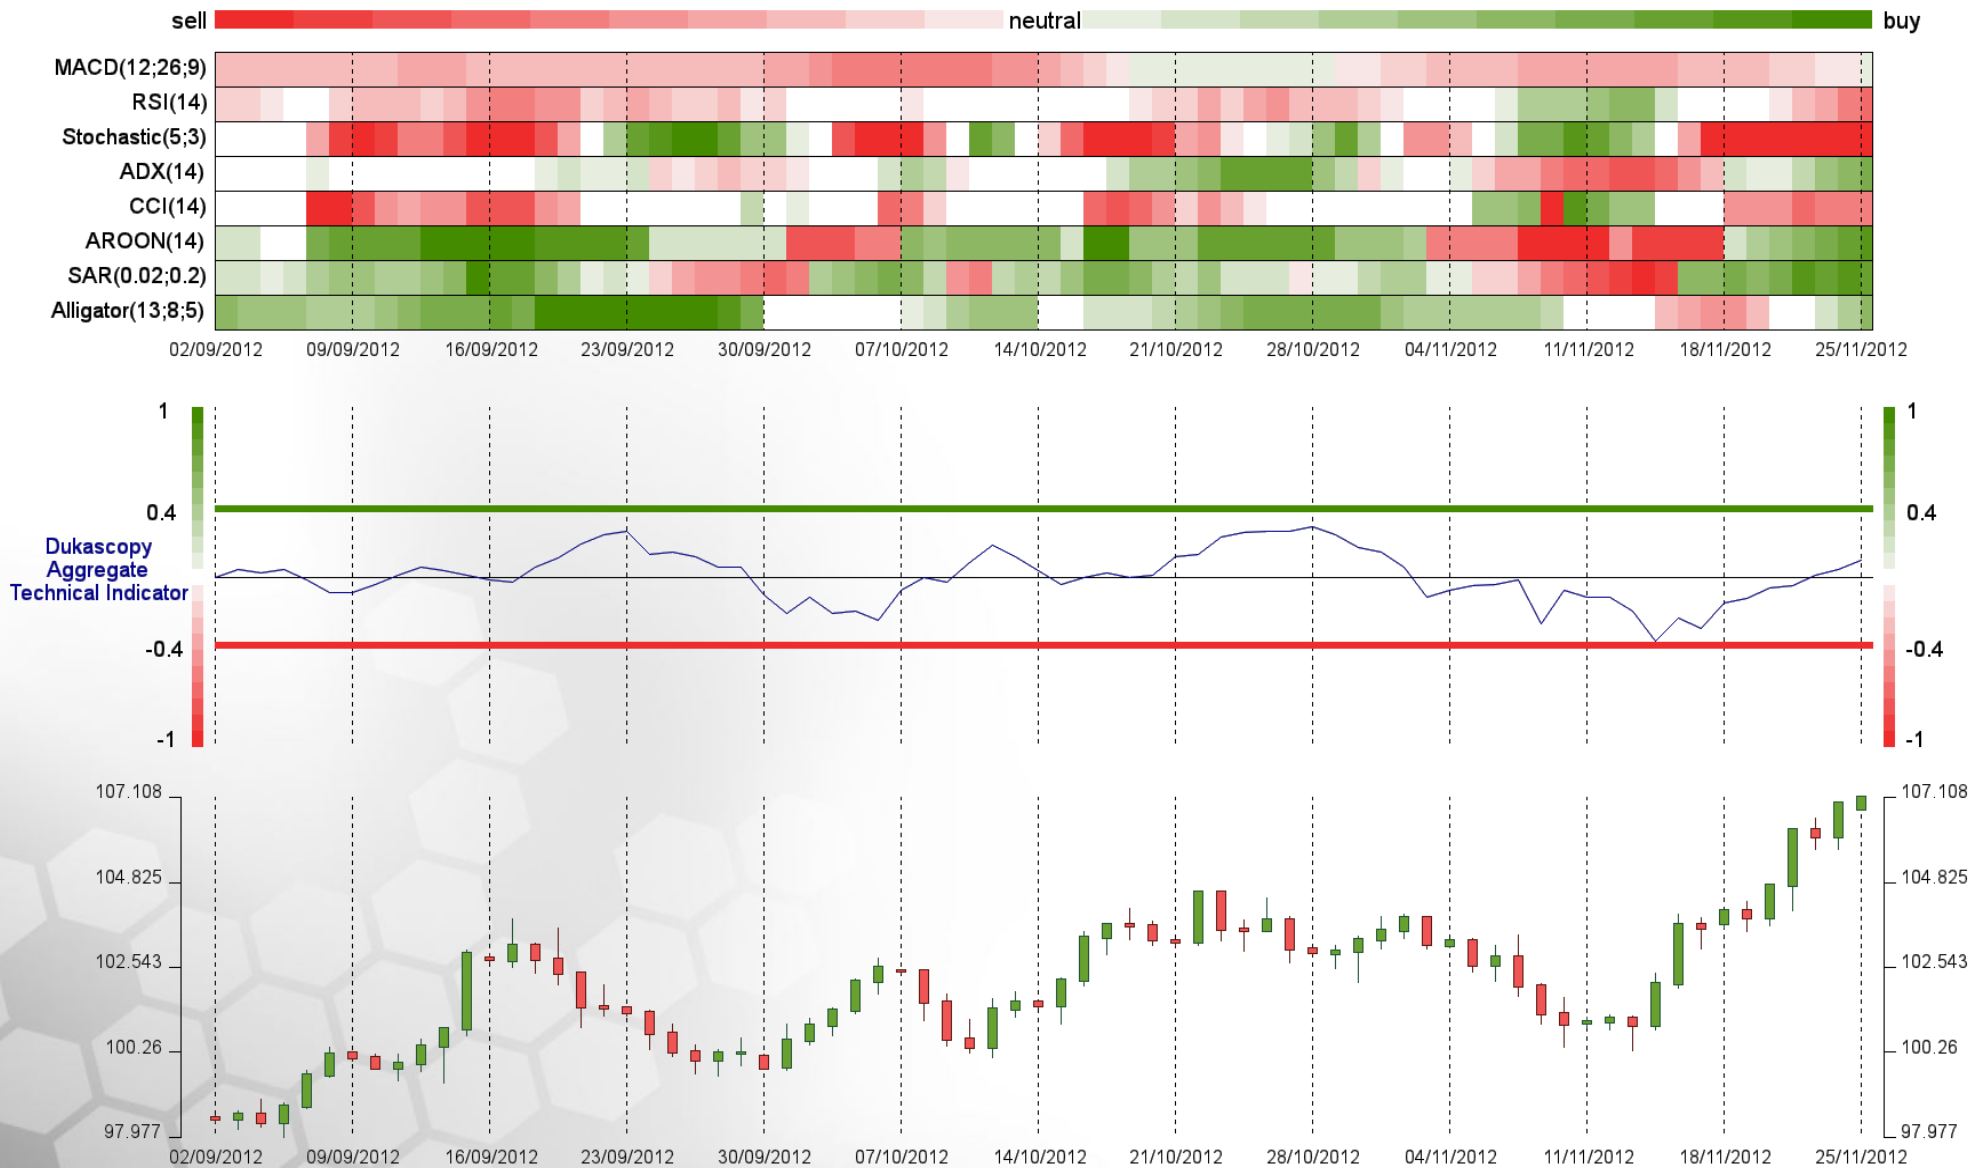 sell neutral buy
MACD(12;26;9)
RSI(14)
Stochastic(5;3)
ADX(14)
CCI(14)
AROON(14)
SAR(0.02;0.2)
Alligator(13;8;5)
02/09/2012 09/09/2012 16/09/2012 23/09/2012 30/09/2012 07/10/2012 14/10/2012 21/10/2012 28/10/2012 04/11/2012 11/11/2012 18/11/2012 25/11/2012
1 1
0.4 0.4
Dukascopy
Aggregate
Technical Indicator
-0.4 -0.4
-1 -1
107.108 107.108
104.825 104.825
102.543 102.543
100.26 100.26
97.977 97.977
02/09/2012 09/09/2012 16/09/2012 23/09/2012 30/09/2012 07/10/2012 14/10/2012 21/10/2012 28/10/2012 04/11/2012 11/11/2012 18/11/2012 25/11/2012